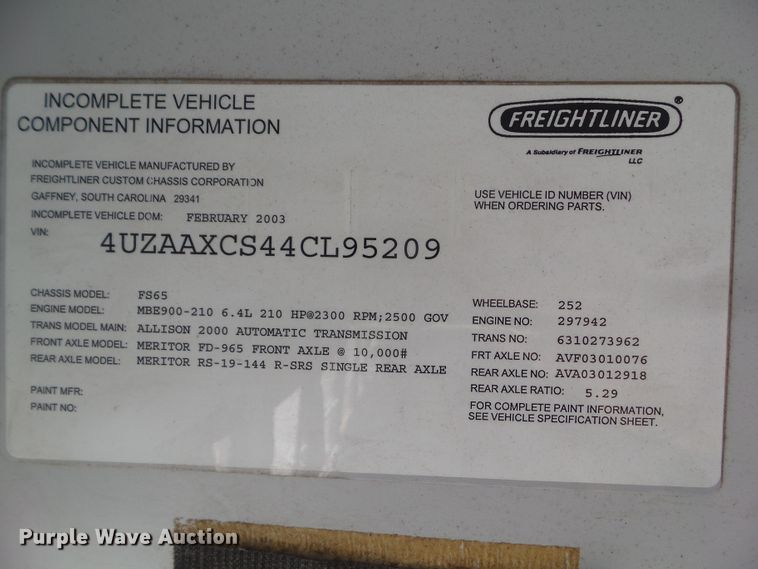 INCOMPLETE VEHICLE
COMPONENT INFORMATION
FREIGHTLINER®
A Subsidiary of FREIGHTLINER
LLC
INCOMPLETE VEHICLE MANUFACTURED BY
FREIGHTLINER CUSTOM CHASSIS CORPORATION
GAFFNEY, SOUTH CAROLINA 29341
INCOMPLETE VEHICLE DOM: FEBRUARY 2003
VIN: 4UZAAXCS44CL95209
USE VEHICLE ID NUMBER (VIN)
WHEN ORDERING PARTS.
CHASSIS MODEL: FS65
ENGINE MODEL: MBE900-210 6.4L 210 HP@2300 RPM;2500 GOV
TRANS MODEL MAIN: ALLISON 2000 AUTOMATIC TRANSMISSION
FRONT AXLE MODEL: MERITOR FD-965 FRONT AXLE @ 10,000#
REAR AXLE MODEL: MERITOR RS-19-144 R-SRS SINGLE REAR AXLE
PAINT MFR:
PAINT NO:
WHEELBASE: 252
ENGINE NO: 297942
TRANS NO: 6310273962
FRT AXLE NO: AVF03010076
REAR AXLE NO: AVA03012918
REAR AXLE RATIO: 5.29
FOR COMPLETE PAINT INFORMATION,
SEE VEHICLE SPECIFICATION SHEET.
Purple Wave Auction